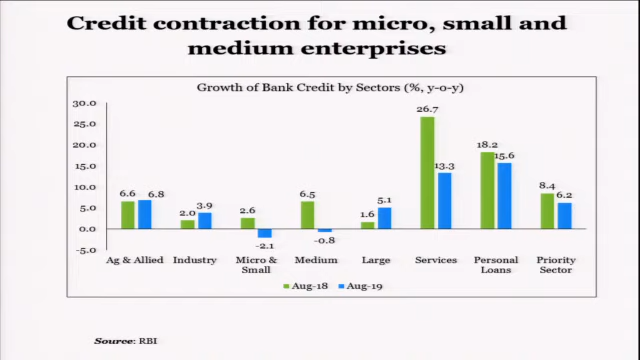 Credit contraction for micro, small and
medium enterprises
Growth of Bank Credit by Sectors (%, y-o-y)
30.0
25.0
20.0
15.0
10.0
5.0
0.0
-5.0
6.6 6.8
2.0 3.9
2.6 -2.1
6.5 -0.8
1.6 5.1
26.7 13.3
18.2 15.6
8.4 6.2
Ag & Allied Industry Micro & Medium Large Services Personal Priority
Small Loans Sector
Aug-18 Aug-19
Source: RBI